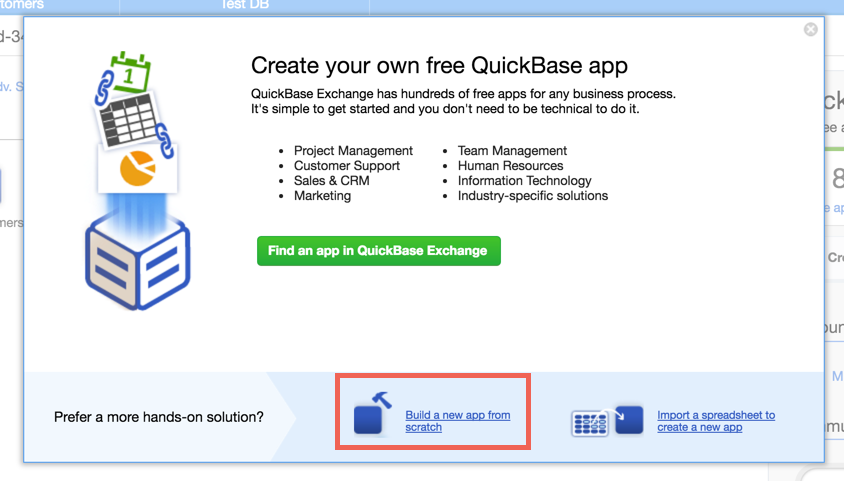 tomers
Test DB
Create your own free QuickBase app
QuickBase Exchange has hundreds of free apps for any business process.
It's simple to get started and you don't need to be technical to do it.
• Project Management
• Customer Support
• Sales & CRM
• Marketing
• Team Management
• Human Resources
• Information Technology
• Industry-specific solutions
1
Find an app in QuickBase Exchange
Prefer a more hands-on solution?
Build a new app from
scratch
Import a spreadsheet to
create a new app
d-34
dv. S
mers
ck
ee a
8
e ap
Cre
oun
M
mu